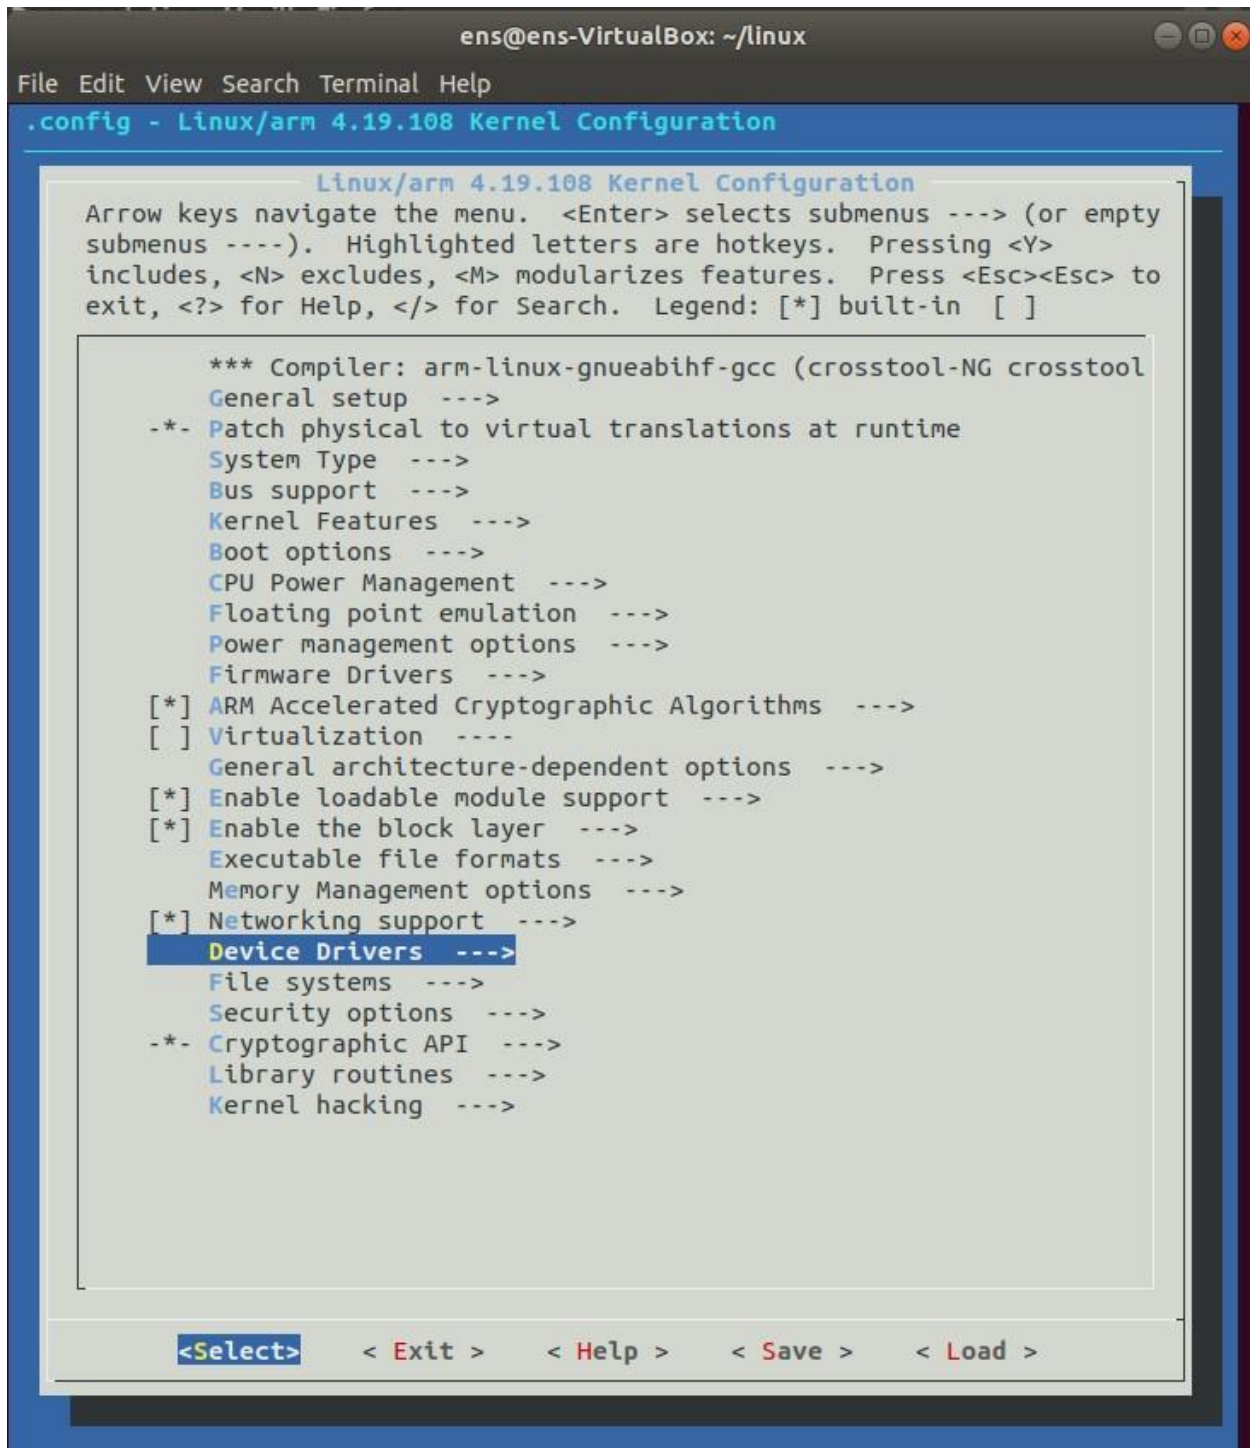 ens@ens-VirtualBox: ~/linux
File Edit View Search Terminal Help
.config - Linux/arm 4.19.108 Kernel Configuration
Linux/arm 4.19.108 Kernel Configuration
Arrow keys navigate the menu.  <Enter> selects submenus ---> (or empty
submenus ----).  Highlighted letters are hotkeys.  Pressing <Y>
includes, <N> excludes, <M> modularizes features.  Press <Esc><Esc> to
exit, <?> for Help, </> for Search.  Legend: [*] built-in  [ ]
*** Compiler: arm-linux-gnueabihf-gcc (crosstool-NG crosstool
General setup  --->
-*- Patch physical to virtual translations at runtime
System Type  --->
Bus support  --->
Kernel Features  --->
Boot options  --->
CPU Power Management  --->
Floating point emulation  --->
Power management options  --->
Firmware Drivers  --->
[*] ARM Accelerated Cryptographic Algorithms  --->
[ ] Virtualization  ----
General architecture-dependent options  --->
[*] Enable loadable module support  --->
[*] Enable the block layer  --->
Executable file formats  --->
Memory Management options  --->
[*] Networking support  --->
Device Drivers  --->
File systems  --->
Security options  --->
-*- Cryptographic API  --->
Library routines  --->
Kernel hacking  --->
<Select>    < Exit >    < Help >    < Save >    < Load >